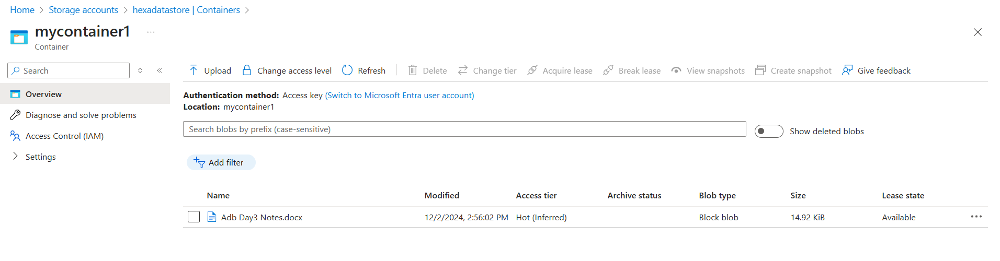 Home > Storage accounts > hexadatastore | Containers >
mycontainer1 ...
Container
Search
Overview
Diagnose and solve problems
Access Control (IAM)
Settings
Upload Change access level Refresh Delete Change tier Acquire lease Break lease View snapshots Create snapshot Give feedback
Authentication method: Access key (Switch to Microsoft Entra user account)
Location: mycontainer1
Search blobs by prefix (case-sensitive)
Show deleted blobs
Add filter
Name Modified Access tier Archive status Blob type Size Lease state
Adb Day3 Notes.docx 12/2/2024, 2:56:02 PM Hot (Inferred) Block blob 14.92 KiB Available ...